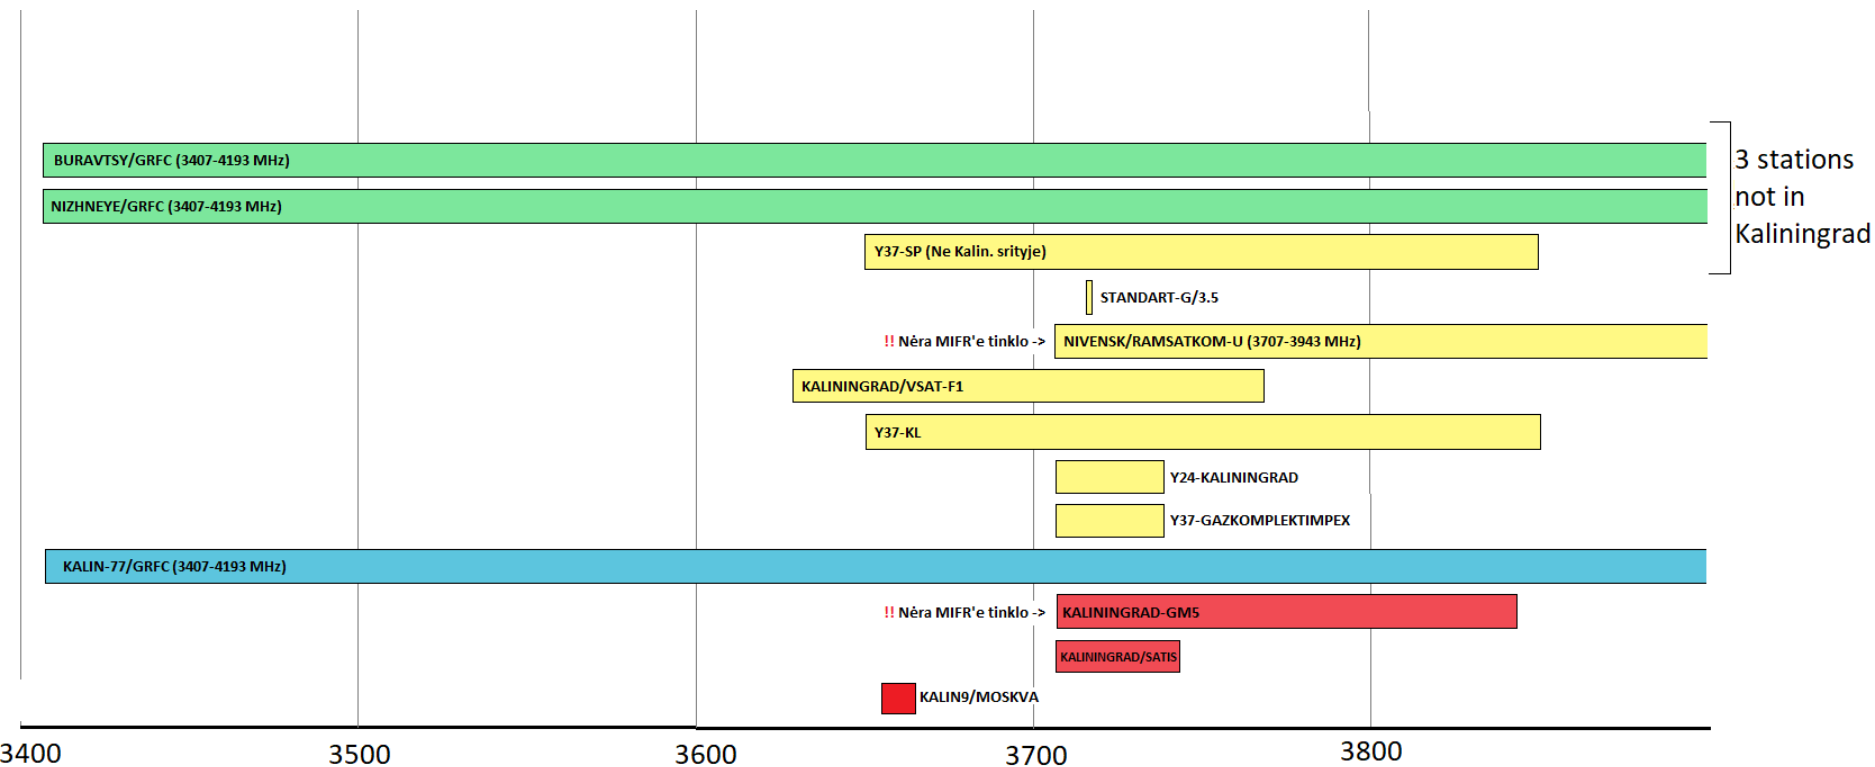 BURAVTSY/GRFC (3407-4193 MHz)
NIZHNEYE/GRFC (3407-4193 MHz)
Y37-SP (Ne Kalin. srityje)
3 stations
not in
Kaliningrad
STANDART-G/3.5
!! Nėra MIFR'e tinklo ->
NIVENSK/RAMSATKOM-U (3707-3943 MHz)
KALININGRAD/VSAT-F1
Y37-KL
Y24-KALININGRAD
Y37-GAZKOMPLEKTIMPEX
KALIN-77/GRFC (3407-4193 MHz)
!! Nėra MIFR'e tinklo ->
KALININGRAD-GM5
KALININGRAD/SATIS
KALIN9/MOSKVA
3400 3500 3600 3700 3800